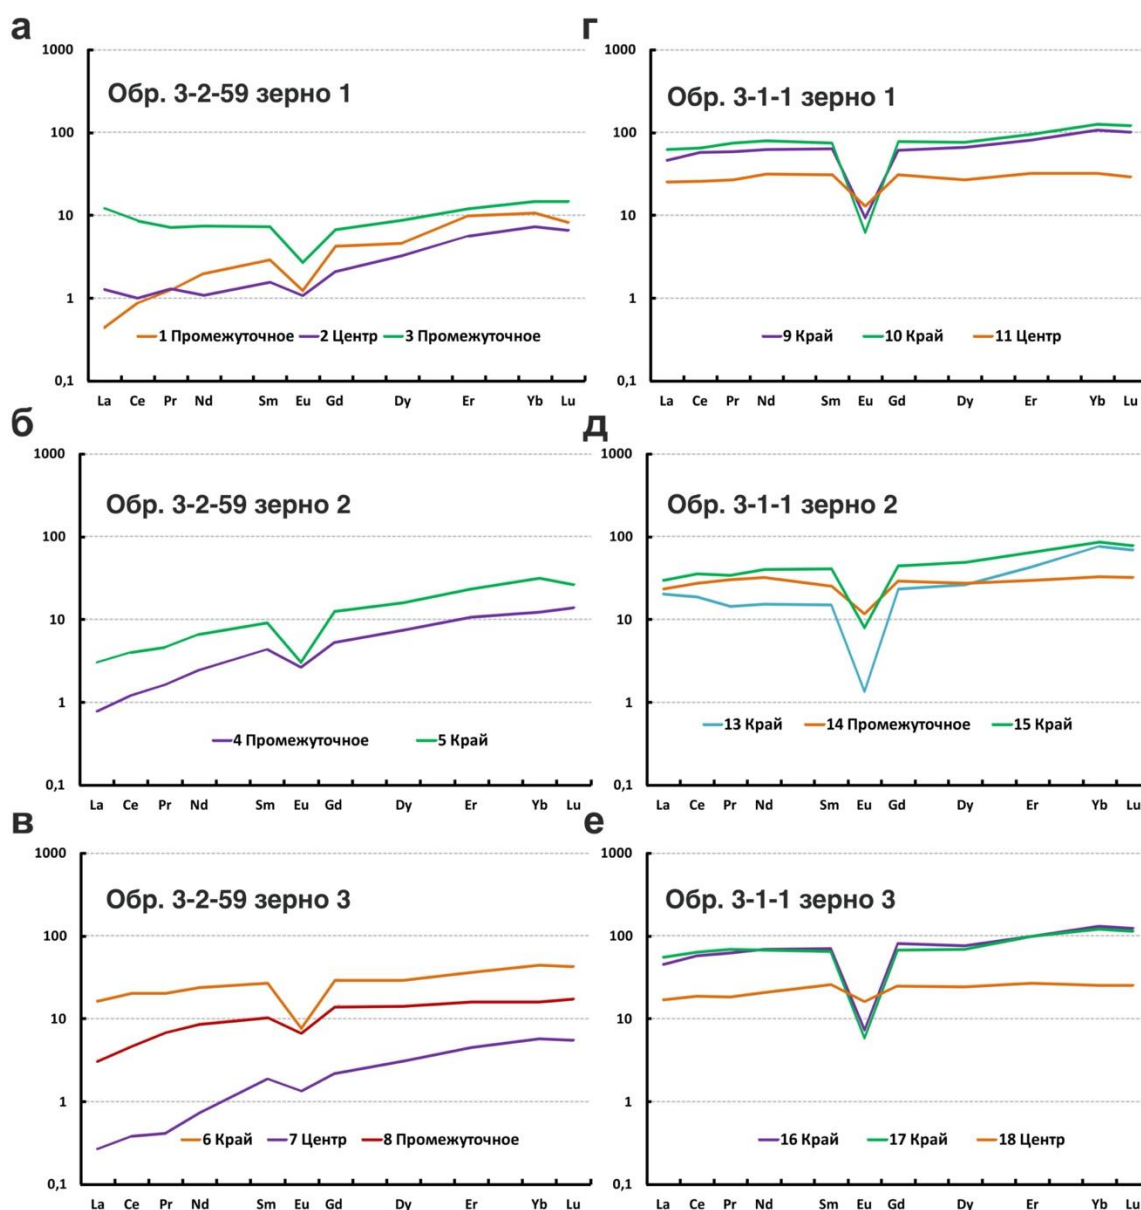 а
1000
Обр. 3-2-59 зерно 1
100
10
1
1 Промежуточное 2 Центр 3 Промежуточное
0,1
La Ce Pr Nd Sm Eu Gd Dy Er Yb Lu
б
1000
Обр. 3-2-59 зерно 2
100
10
1
4 Промежуточное 5 Край
0,1
La Ce Pr Nd Sm Eu Gd Dy Er Yb Lu
в
1000
Обр. 3-2-59 зерно 3
100
10
1
6 Край 7 Центр 8 Промежуточное
0,1
La Ce Pr Nd Sm Eu Gd Dy Er Yb Lu
г
1000
Обр. 3-1-1 зерно 1
100
10
1
9 Край 10 Край 11 Центр
0,1
La Ce Pr Nd Sm Eu Gd Dy Er Yb Lu
д
1000
Обр. 3-1-1 зерно 2
100
10
1
13 Край 14 Промежуточное 15 Край
0,1
La Ce Pr Nd Sm Eu Gd Dy Er Yb Lu
е
1000
Обр. 3-1-1 зерно 3
100
10
1
16 Край 17 Край 18 Центр
0,1
La Ce Pr Nd Sm Eu Gd Dy Er Yb Lu